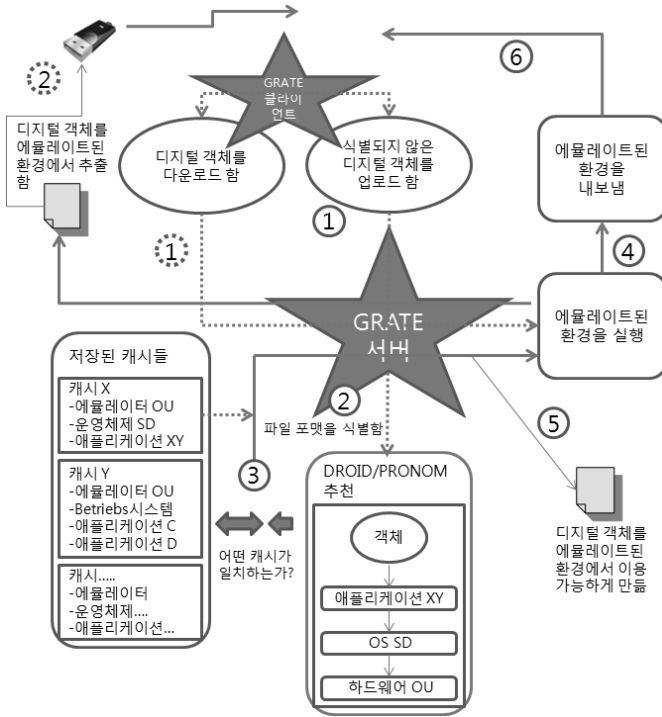 ⑥
②
GRATE
클라이
언트
디지털 객체를
에뮬레이트된
환경에서 추출
함
디지털 객체를
다운로드 함
식별되지 않은
디지털 객체를
업로드 함
에뮬레이트된
환경을
내보냄
①
①
④
GRATE
서버
에뮬레이트된
환경을 실행
저장된 캐시들
캐시 X
-에뮬레이터 OU
-운영체제 SD
-애플리케이션 XY
②
파일 포맷을 식별함
③
⑤
캐시 Y
-에뮬레이터 OU
-Betriebs시스템
-애플리케이션 C
-애플리케이션 D
어떤 캐시가
일치하는가?
캐시.....
-에뮬레이터
-운영체제....
-애플리케이션...
DROID/PRONOM
추천
객체
애플리케이션 XY
OS SD
하드웨어 OU
디지털 객체를
에뮬레이트된
환경에서 이용
가능하게 만듦